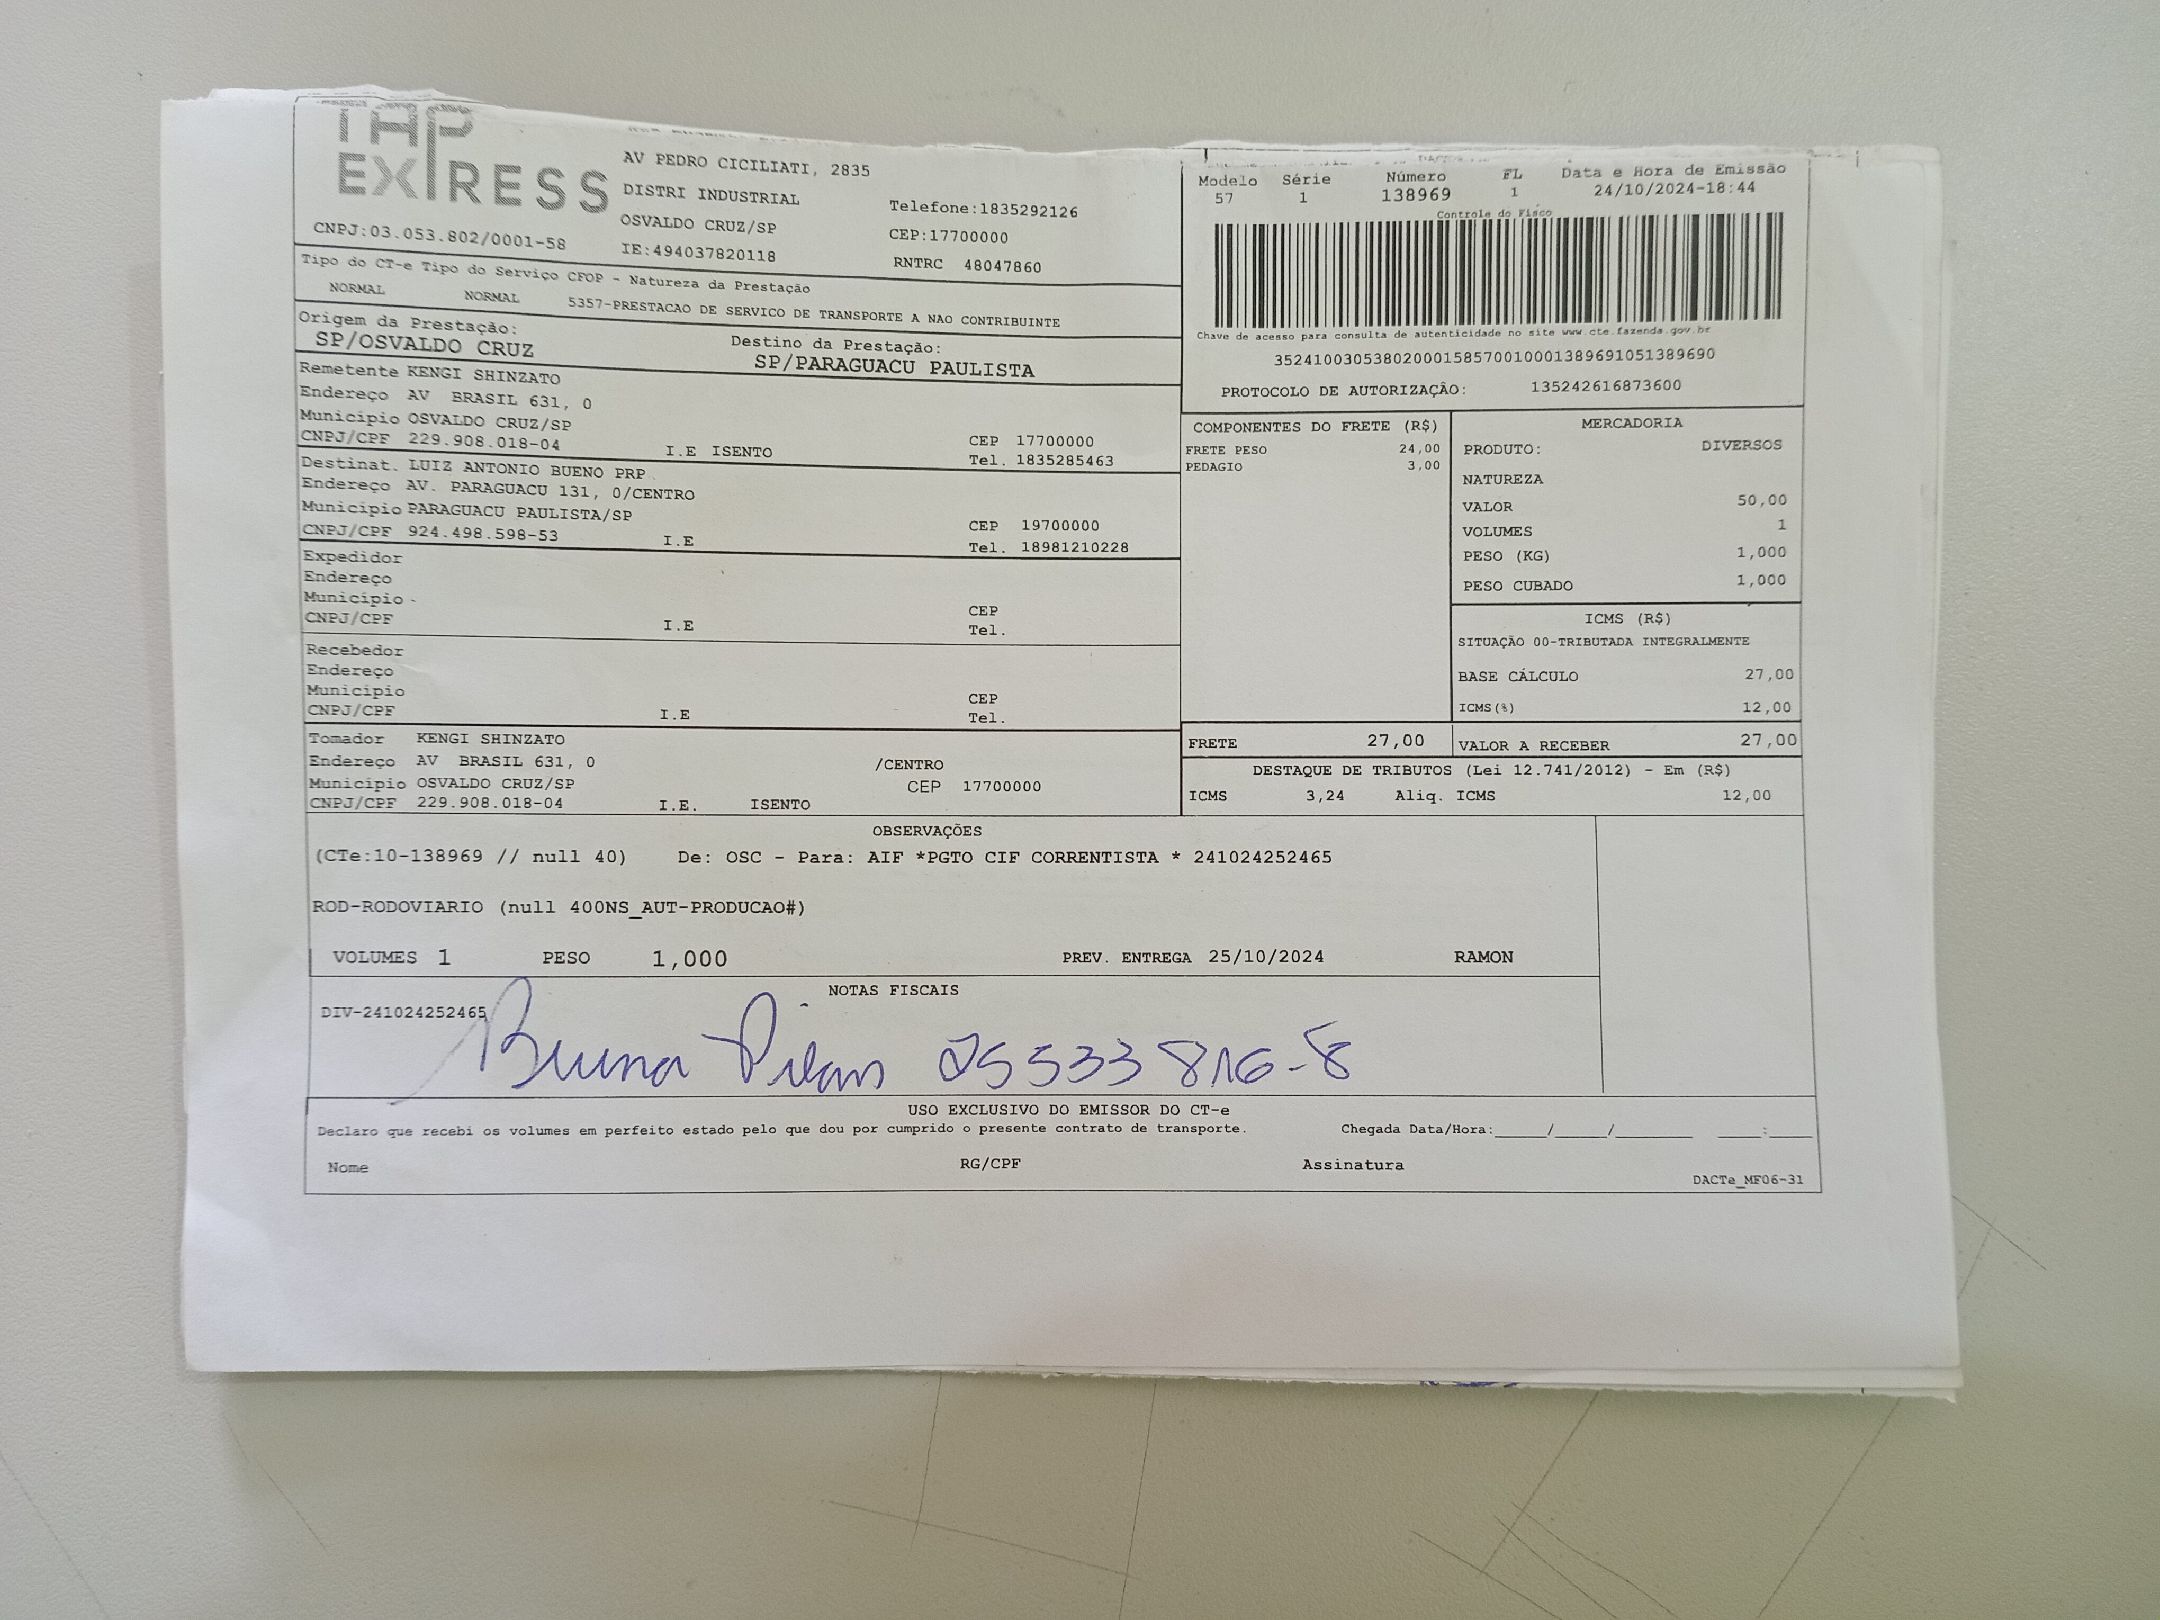 TAP
EXPRESS
CNPJ:03.053.802/0001-58
AV PEDRO CICILIATI, 2835
DISTRI INDUSTRIAL
OSVALDO CRUZ/SP
IE:494037820118
Telefone:1835292126
CEP:17700000
RNTRC 48047860
Modelo Série Número FL Data e Hora de Emissão
57 1 138969 1 24/10/2024-18:44
Controle do Fisco
Chave de acesso para consulta de autenticidade no site www.cte.fazenda.gov.br
35241003053802000158570010001389691051389690
PROTOCOLO DE AUTORIZAÇÃO: 135242616873600
Tipo do CT-e Tipo do Serviço CFOP - Natureza da Prestação
NORMAL NORMAL 5357-PRESTACAO DE SERVICO DE TRANSPORTE A NAO CONTRIBUINTE
Origem da Prestação: Destino da Prestação:
SP/OSVALDO CRUZ SP/PARAGUACU PAULISTA
Remetente KENGI SHINZATO
Endereço AV BRASIL 631, 0
Município OSVALDO CRUZ/SP CEP 17700000
CNPJ/CPF 229.908.018-04 I.E ISENTO Tel. 1835285463
Destinat. LUIZ ANTONIO BUENO PRP
Endereço AV. PARAGUACU 131, 0/CENTRO
Município PARAGUACU PAULISTA/SP CEP 19700000
CNPJ/CPF 924.498.598-53 I.E Tel. 18981210228
Expedidor
Endereço
Município - CEP
CNPJ/CPF I.E Tel.
Recebedor
Endereço
Município CEP
CNPJ/CPF I.E Tel.
Tomador KENGI SHINZATO
Endereço AV BRASIL 631, 0 /CENTRO
Município OSVALDO CRUZ/SP CEP 17700000
CNPJ/CPF 229.908.018-04 I.E. ISENTO
COMPONENTES DO FRETE (R$)
FRETE PESO 24,00
PEDAGIO 3,00
MERCADORIA
PRODUTO: DIVERSOS
NATUREZA
VALOR 50,00
VOLUMES 1
PESO (KG) 1,000
PESO CUBADO 1,000
ICMS (R$)
SITUAÇÃO 00-TRIBUTADA INTEGRALMENTE
BASE CÁLCULO 27,00
ICMS(%) 12,00
FRETE 27,00 VALOR A RECEBER 27,00
DESTAQUE DE TRIBUTOS (Lei 12.741/2012) - Em (R$)
ICMS 3,24 Aliq. ICMS 12,00
OBSERVAÇÕES
(CTe:10-138969 // null 40) De: OSC - Para: AIF *PGTO CIF CORRENTISTA * 241024252465
ROD-RODOVIARIO (null 400NS_AUT-PRODUCAO#)
VOLUMES 1 PESO 1,000 PREV. ENTREGA 25/10/2024 RAMON
NOTAS FISCAIS
DIV-241024252465
Bruna 25533816-8
USO EXCLUSIVO DO EMISSOR DO CT-e
Declaro que recebi os volumes em perfeito estado pelo que dou por cumprido o presente contrato de transporte. Chegada Data/Hora:_____/_____/_______ ____:____
Nome RG/CPF Assinatura
DACTe_MF06-31